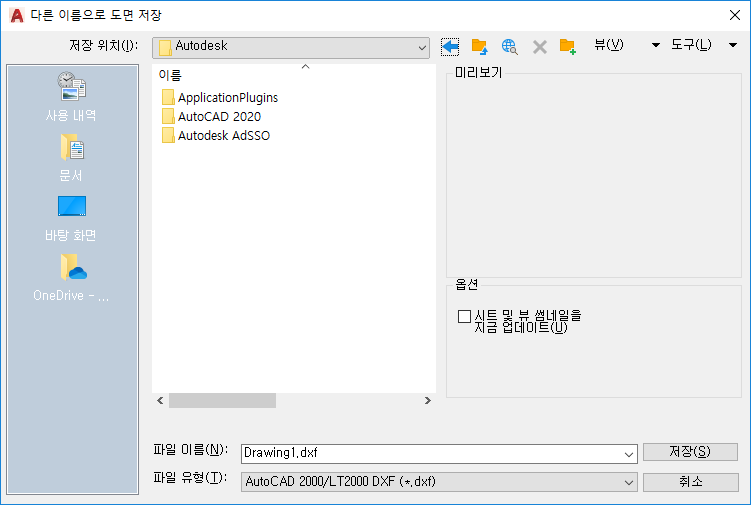 다른 이름으로 도면 저장
저장 위치(I):
Autodesk
뷰(V)
도구(L)
사용 내역
문서
바탕 화면
OneDrive - ...
이름
ApplicationPlugins
AutoCAD 2020
Autodesk AdSSO
미리보기
옵션
시트 및 뷰 썸네일을
지금 업데이트(U)
파일 이름(N):
Drawing1.dxf
저장(S)
파일 유형(T):
AutoCAD 2000/LT2000 DXF (*.dxf)
취소